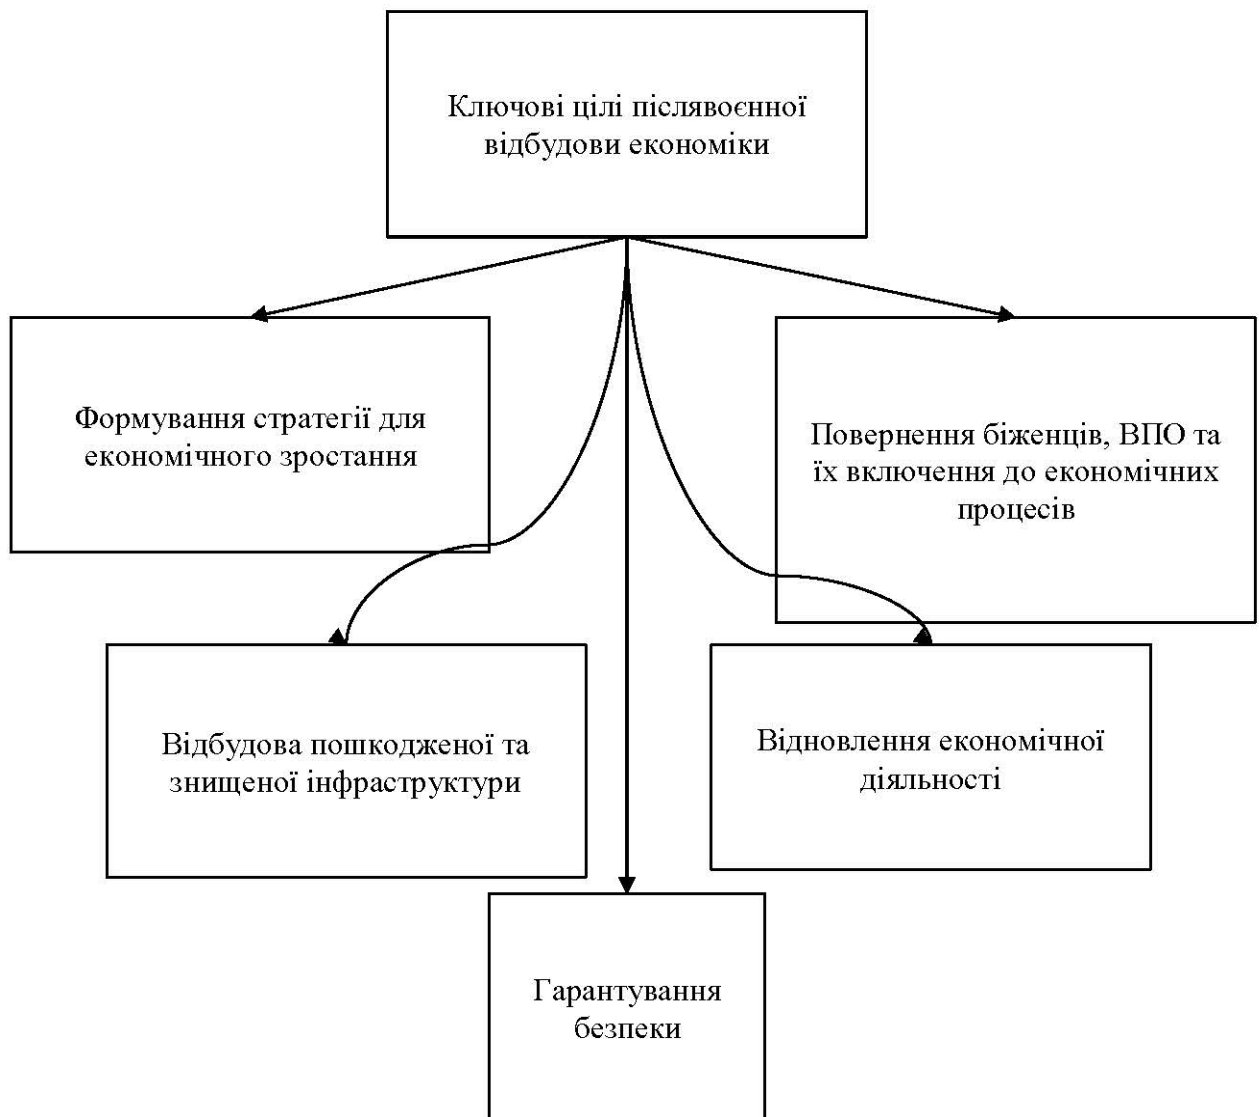 Ключові цілі післявоєнної
відбудови економіки
Формування стратегії для
економічного зростання
Повернення біженців, ВПО та
їх включення до економічних
процесів
Відбудова пошкодженої та
знищеної інфраструктури
Відновлення економічної
діяльності
Гарантування
безпеки